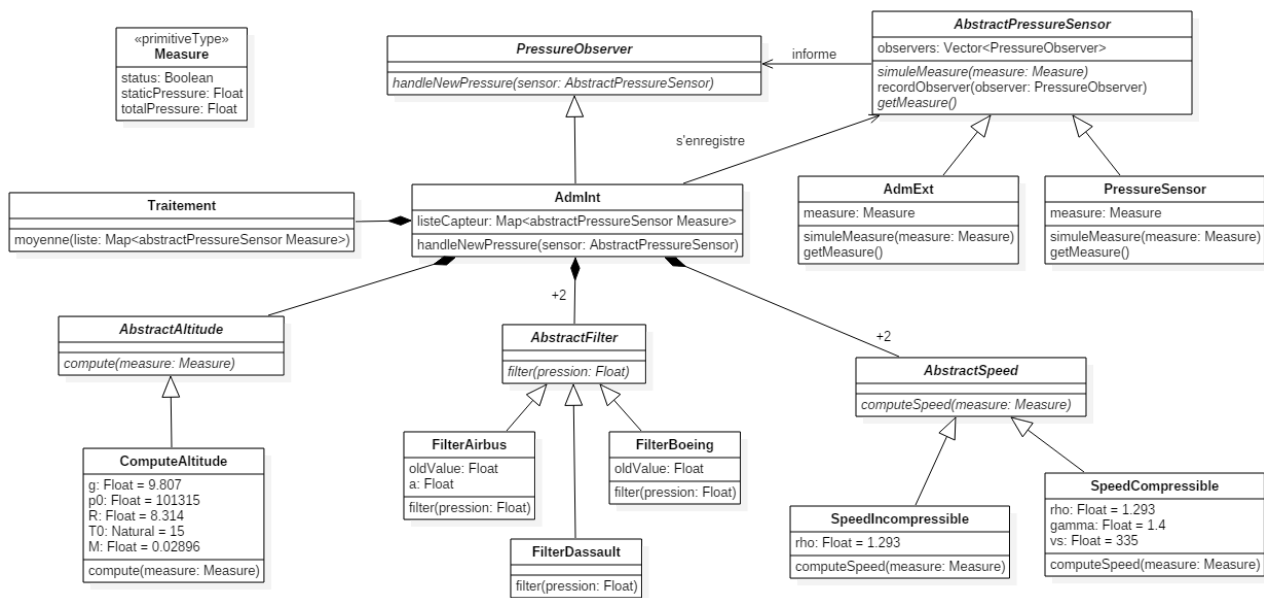 «primitiveType»
Measure
status: Boolean
staticPressure: Float
totalPressure: Float
PressureObserver
handleNewPressure(sensor: AbstractPressureSensor)
informe
AbstractPressureSensor
observers: Vector<PressureObserver>
simuleMeasure(measure: Measure)
recordObserver(observer: PressureObserver)
getMeasure()
s'enregistre
Traitement
moyenne(liste: Map<abstractPressureSensor Measure>)
AdmInt
listeCapteur: Map<abstractPressureSensor Measure>
handleNewPressure(sensor: AbstractPressureSensor)
AdmExt
measure: Measure
simuleMeasure(measure: Measure)
getMeasure()
PressureSensor
measure: Measure
simuleMeasure(measure: Measure)
getMeasure()
+2
+2
AbstractAltitude
compute(measure: Measure)
AbstractFilter
filter(pression: Float)
AbstractSpeed
computeSpeed(measure: Measure)
ComputeAltitude
g: Float = 9.807
p0: Float = 101315
R: Float = 8.314
T0: Natural = 15
M: Float = 0.02896
compute(measure: Measure)
FilterAirbus
oldValue: Float
a: Float
filter(pression: Float)
FilterBoeing
oldValue: Float
filter(pression: Float)
FilterDassault
filter(pression: Float)
SpeedIncompressible
rho: Float = 1.293
computeSpeed(measure: Measure)
SpeedCompressible
rho: Float = 1.293
gamma: Float = 1.4
vs: Float = 335
computeSpeed(measure: Measure)